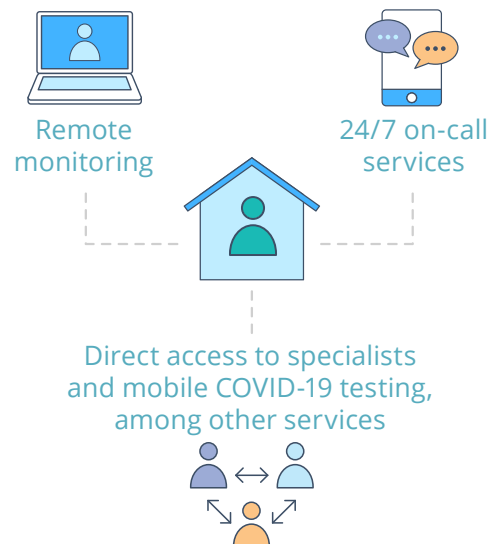 Remote
monitoring
24/7 on-call
services
Direct access to specialists
and mobile COVID-19 testing,
among other services